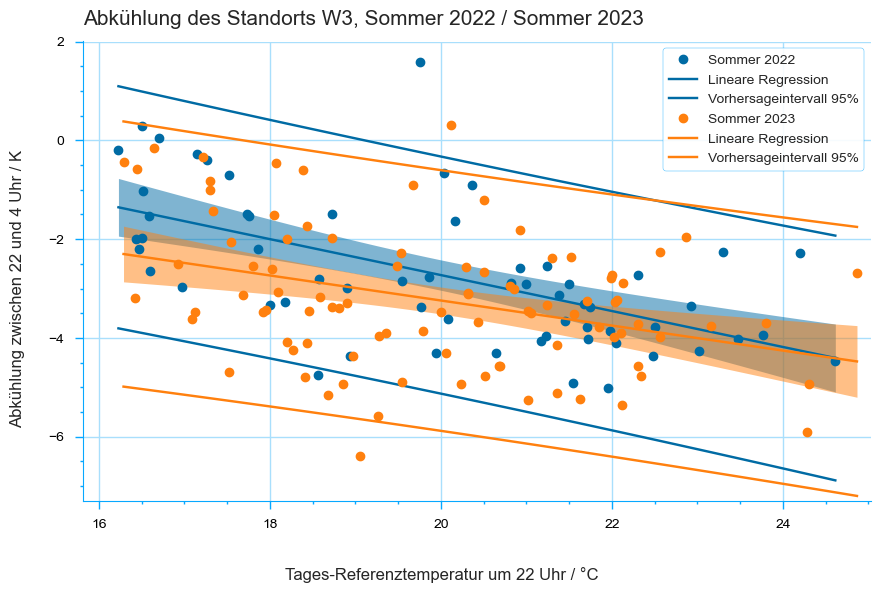 Abkühlung des Standorts W3, Sommer 2022 / Sommer 2023
Sommer 2022
Lineare Regression
Vorhersageintervall 95%
Sommer 2023
Lineare Regression
Vorhersageintervall 95%
Abkühlung zwischen 22 und 4 Uhr / K
2
0
−2
−4
−6
16 18 20 22 24
Tages-Referenztemperatur um 22 Uhr / °C